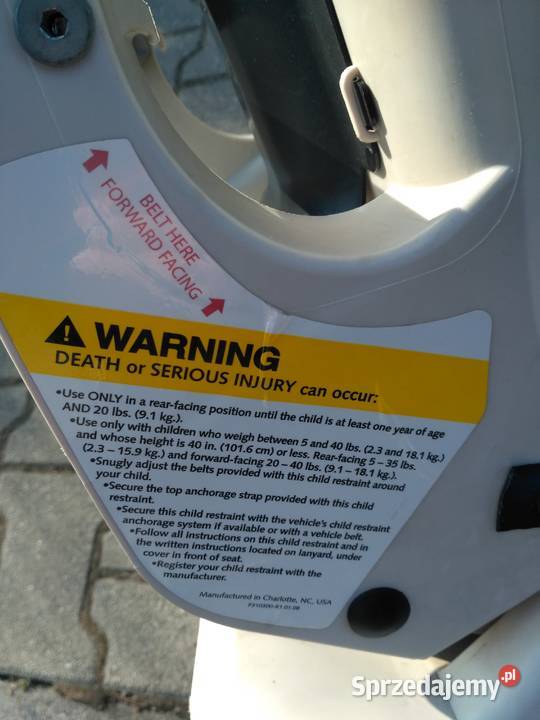 BELT HERE
FORWARD FACING
WARNING
DEATH or SERIOUS INJURY can occur:
•Use ONLY in a rear-facing position until the child is at least one year of age
AND 20 lbs. (9.1 kg.).
•Use only with children who weigh between 5 and 40 lbs. (2.3 and 18.1 kg.)
and whose height is 40 in. (101.6 cm) or less. Rear-facing 5 – 35 lbs.
(2.3 – 15.9 kg.) and forward-facing 20 – 40 lbs. (9.1 – 18.1 kg.).
•Snugly adjust the belts provided with this child restraint around
your child.
•Secure the top anchorage strap provided with this child
restraint.
•Secure this child restraint with the vehicle's child restraint
anchorage system if available or with a vehicle belt.
•Follow all instructions on this child restraint and in
the written instructions located on lanyard, under
cover in front of seat.
•Register your child restraint with the
manufacturer.
Manufactured in Charlotte, NC, USA
Sprzedajemy.pl